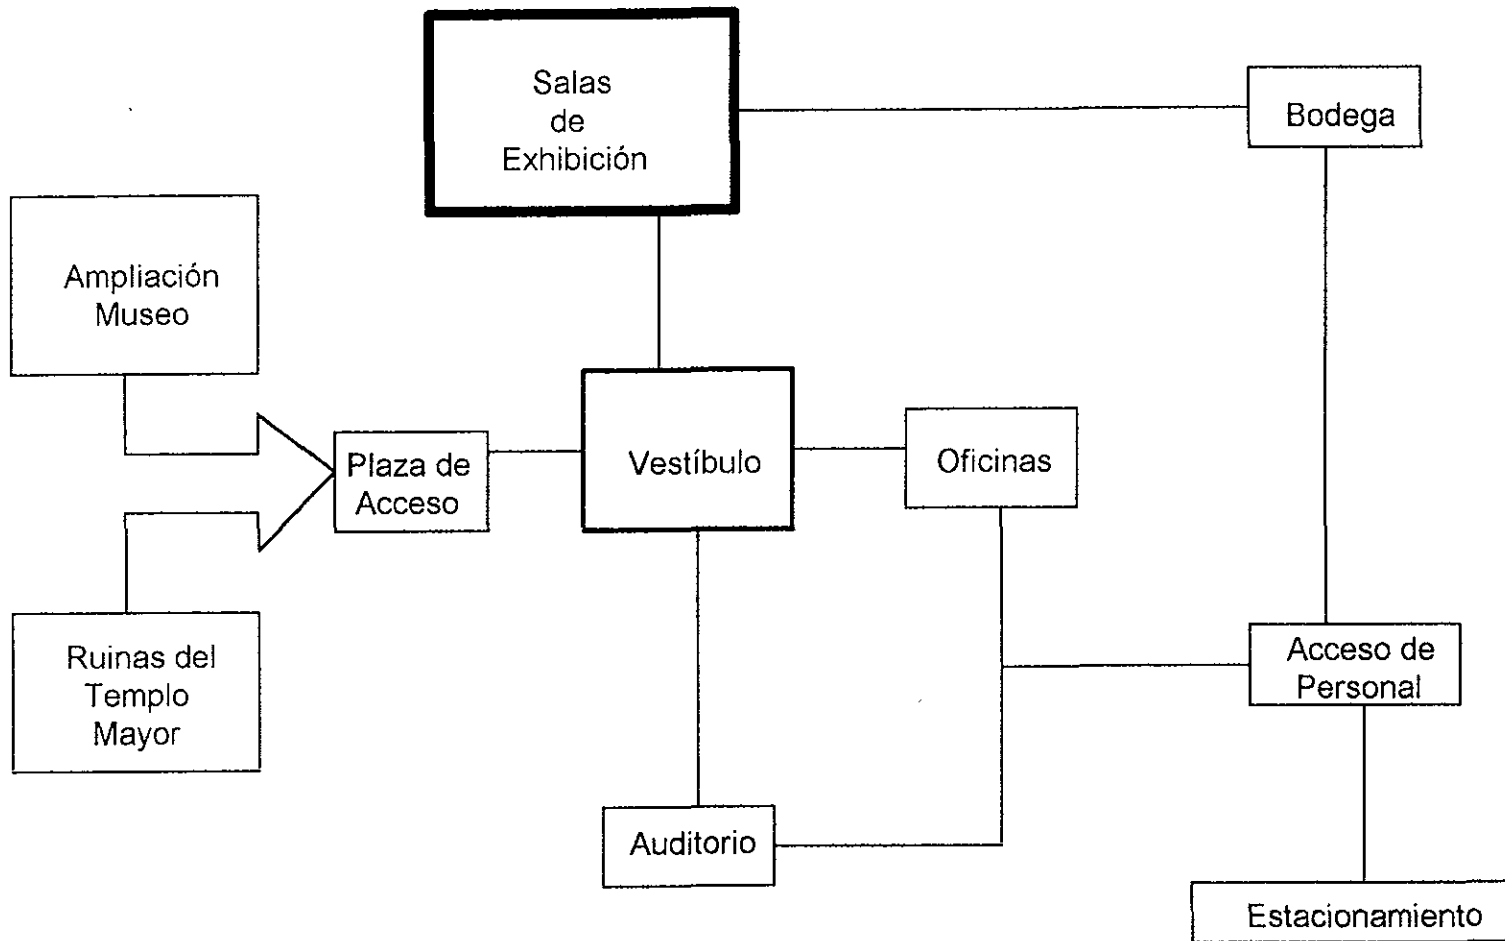 Salas
de
Exhibición
Bodega
Ampliación
Museo
Plaza de
Acceso
Vestíbulo
Oficinas
Ruinas del
Templo
Mayor
Acceso de
Personal
Auditorio
Estacionamiento